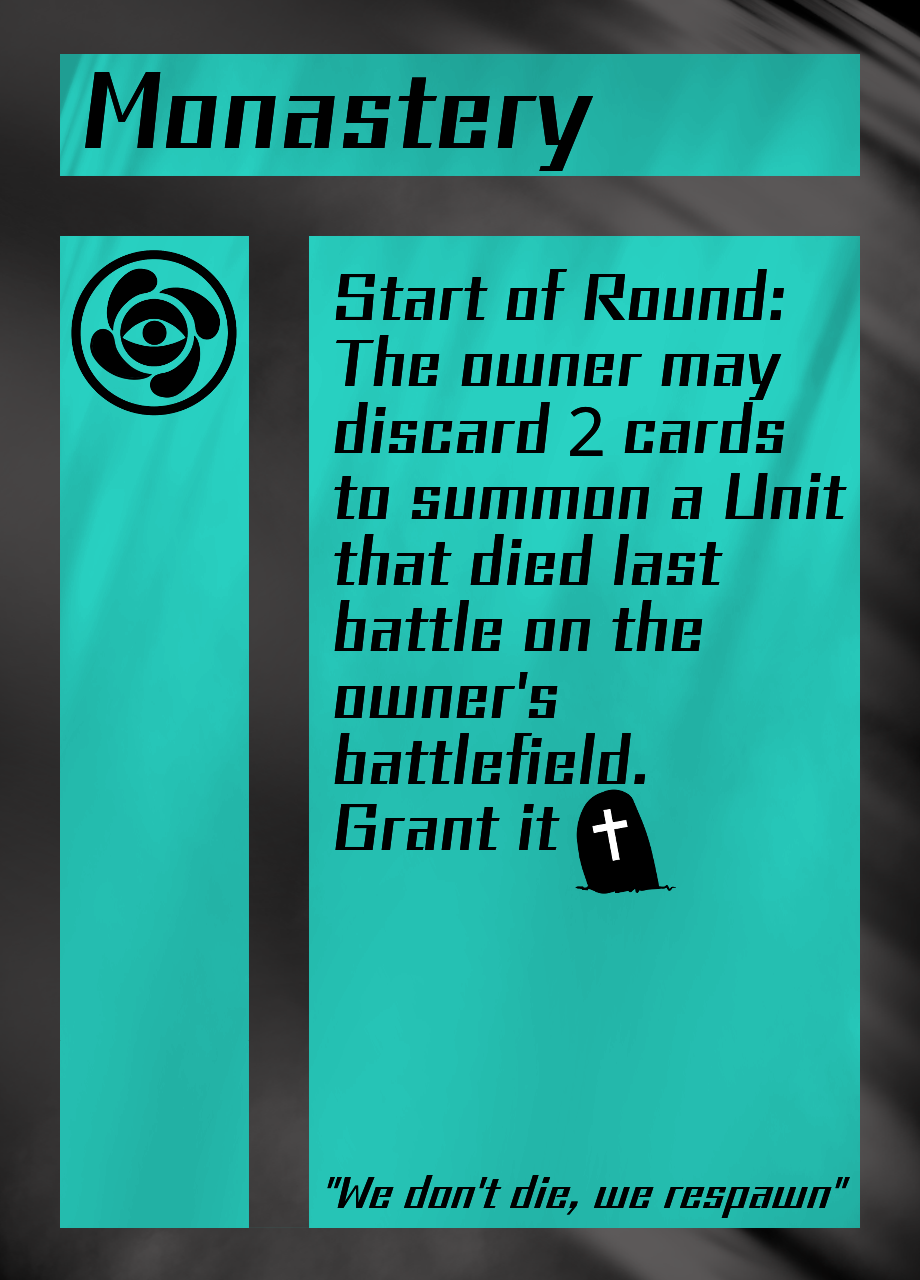 Monastery
Start of Round:
The owner may
discard 2 cards
to summon a Unit
that died last
battle on the
owner's
battlefield.
Grant it
"We don't die, we respawn"